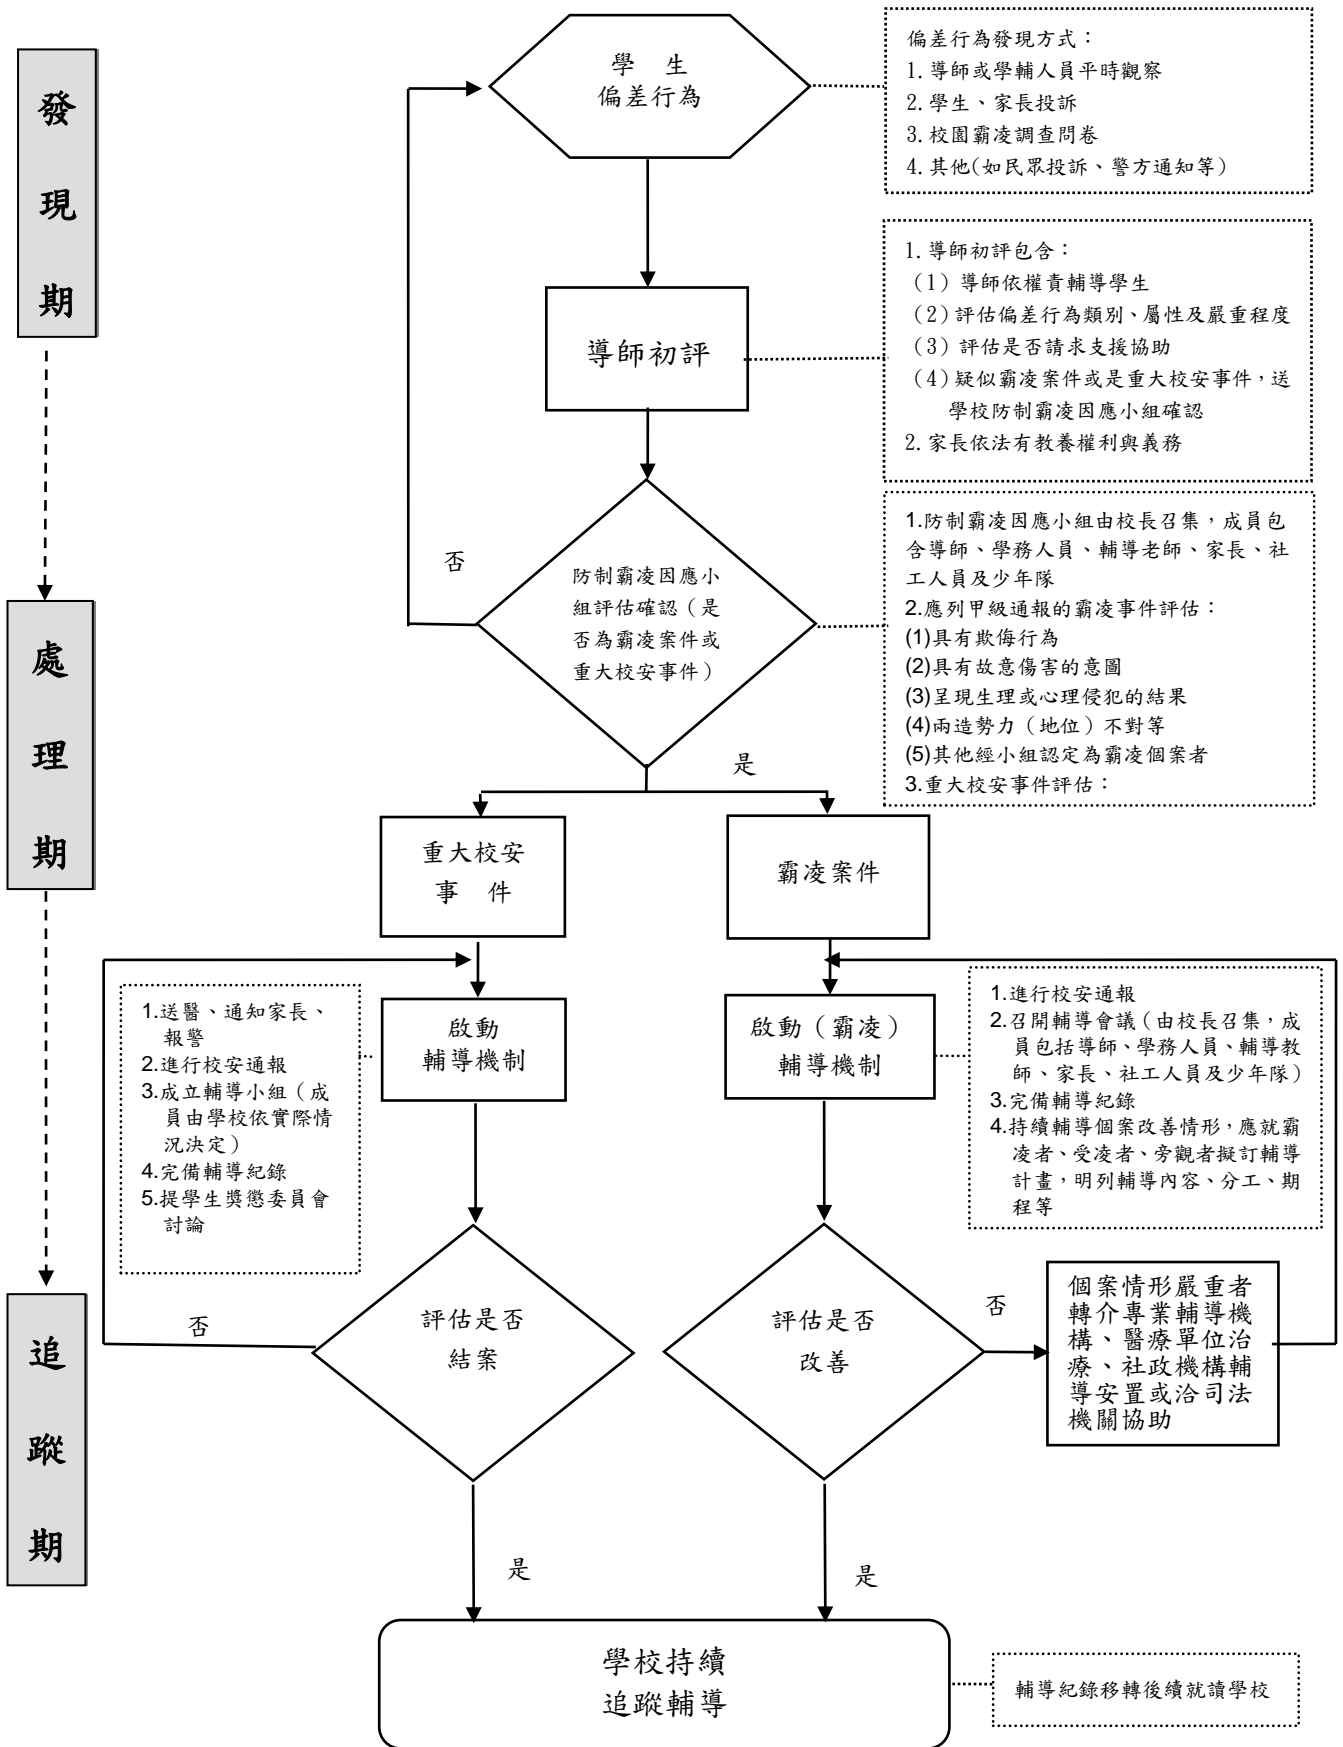 發
現
期
處
理
期
追
蹤
期
學　生
偏差行為
偏差行為發現方式：
1. 導師或學輔人員平時觀察
2. 學生、家長投訴
3. 校園霸凌調查問卷
4. 其他(如民眾投訴、警方通知等)
導師初評
1. 導師初評包含：
（1）導師依權責輔導學生
（2）評估偏差行為類別、屬性及嚴重程度
（3）評估是否請求支援協助
（4）疑似霸凌案件或是重大校安事件，送
學校防制霸凌因應小組確認
2. 家長依法有教養權利與義務
否
防制霸凌因應小
組評估確認（是
否為霸凌案件或
重大校安事件）
1.防制霸凌因應小組由校長召集，成員包
含導師、學務人員、輔導老師、家長、社
工人員及少年隊
2.應列甲級通報的霸凌事件評估：
(1)具有欺侮行為
(2)具有故意傷害的意圖
(3)呈現生理或心理侵犯的結果
(4)兩造勢力（地位）不對等
(5)其他經小組認定為霸凌個案者
3.重大校安事件評估：
是
重大校安
事　件
霸凌案件
1.送醫、通知家長、
報警
2.進行校安通報
3.成立輔導小組（成
員由學校依實際情
況決定）
4.完備輔導紀錄
5.提學生獎懲委員會
討論
啟動
輔導機制
啟動（霸凌）
輔導機制
1.進行校安通報
2.召開輔導會議（由校長召集，成
員包括導師、學務人員、輔導教
師、家長、社工人員及少年隊）
3.完備輔導紀錄
4.持續輔導個案改善情形，應就霸
凌者、受凌者、旁觀者擬訂輔導
計畫，明列輔導內容、分工、期
程等
否
評估是否
結案
評估是否
改善
否
個案情形嚴重者
轉介專業輔導機
構、醫療單位治
療、社政機構輔
導安置或洽司法
機關協助
是
是
學校持續
追蹤輔導
輔導紀錄移轉後續就讀學校